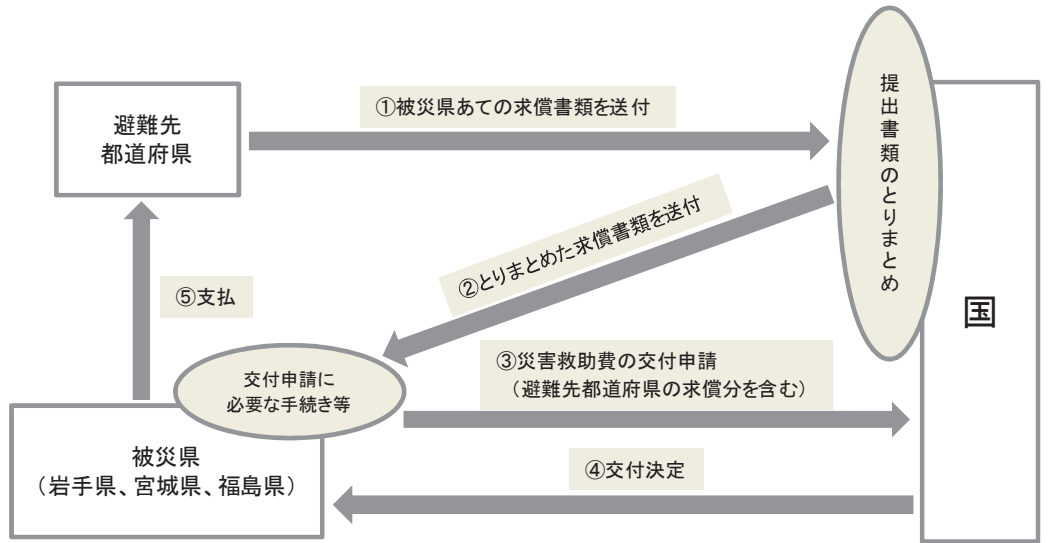 避難先
都道府県
①被災県あての求償書類を送付
提出書類のとりまとめ
②とりまとめた求償書類を送付
国
⑤支払
交付申請に
必要な手続き等
③災害救助費の交付申請
（避難先都道府県の求償分を含む）
被災県
（岩手県、宮城県、福島県）
④交付決定